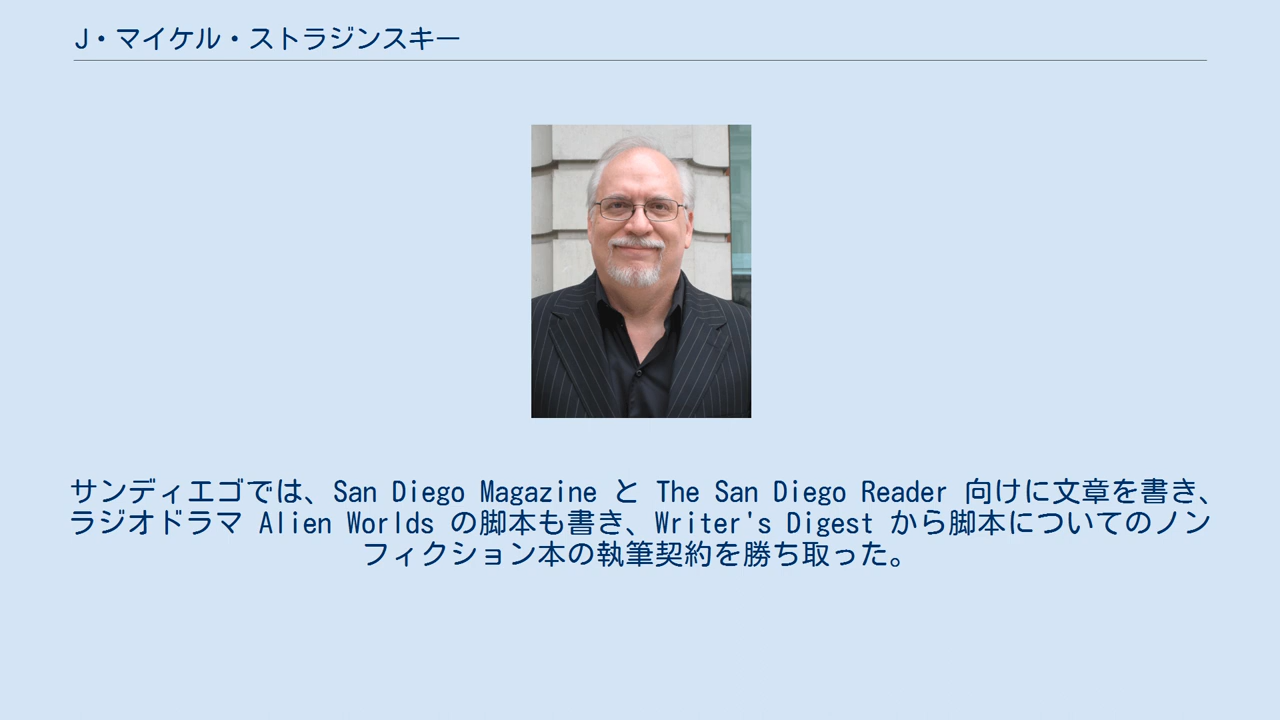 J・マイケル・ストラジンスキー
サンディエゴでは、San Diego Magazine と The San Diego Reader 向けに文章を書き、
ラジオドラマ Alien Worlds の脚本も書き、Writer's Digest から脚本についてのノン
フィクション本の執筆契約を勝ち取った。